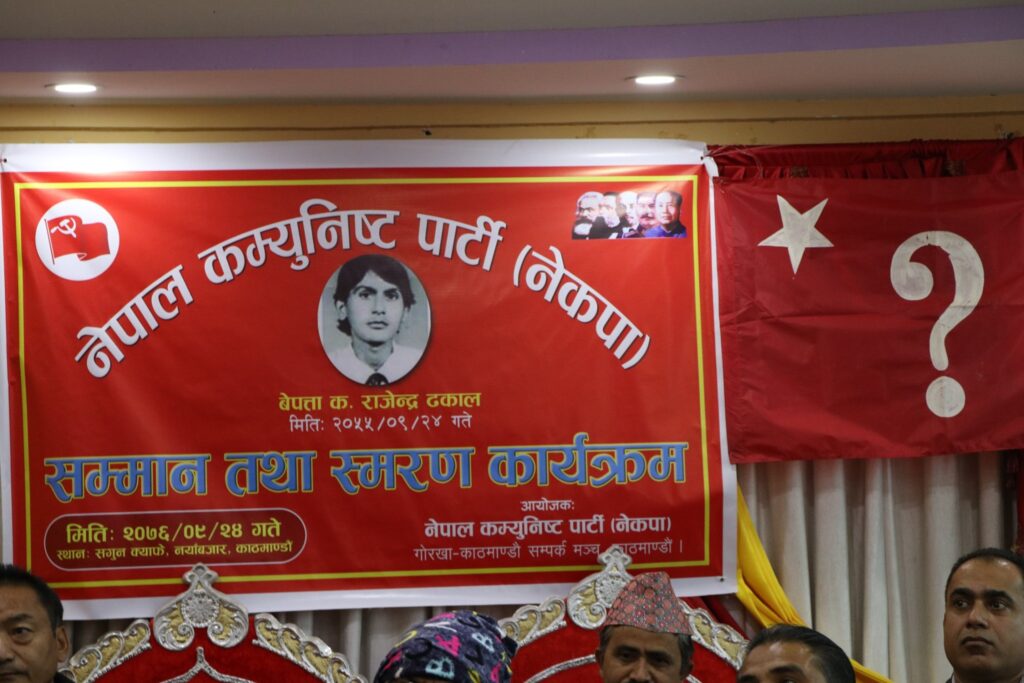 नेपाल कम्युनिष्ट पार्टी (नेकपा)
बेपत्ता क. राजेन्द्र ढकाल
मितिः २०५५/०९/२४ गते
सम्मान तथा स्मरण कार्यक्रम
मितिः २०७६/०९/२४ गते
स्थानः सगुन क्याफे, नयाँबजार, काठमाण्डौं
आयोजकः
नेपाल कम्युनिष्ट पार्टी (नेकपा)
गोरखा-काठमाण्डौ सम्पर्क मञ्च, काठमाण्डौ ।
?